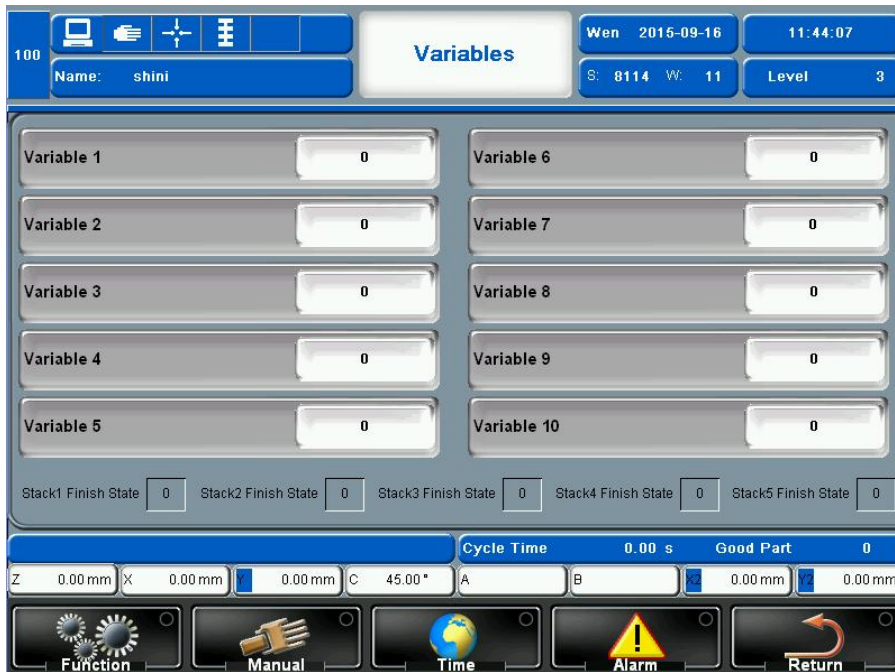 100
Name: shini
Variables
Wen 2015-09-16
11:44:07
S: 8114 W: 11
Level 3
Variable 1 0
Variable 6 0
Variable 2 0
Variable 7 0
Variable 3 0
Variable 8 0
Variable 4 0
Variable 9 0
Variable 5 0
Variable 10 0
Stack1 Finish State 0 Stack2 Finish State 0 Stack3 Finish State 0 Stack4 Finish State 0 Stack5 Finish State 0
Cycle Time 0.00 s Good Part 0
Z 0.00 mm X 0.00 mm Y 0.00 mm C 45.00 ° A B X2 0.00 mm Y2 0.00 mm
Function Manual Time Alarm Return